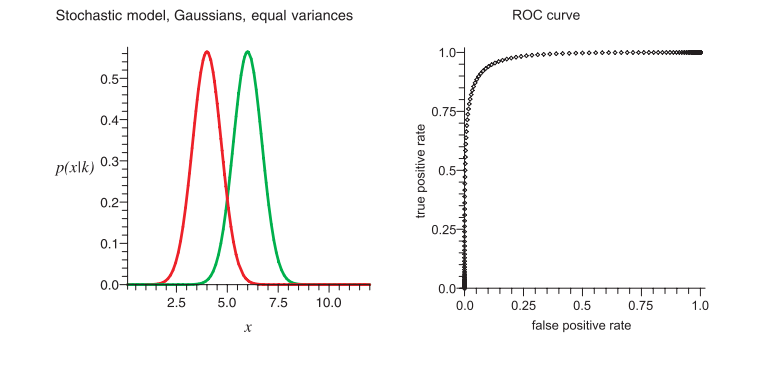 Stochastic model, Gaussians, equal variances
0.5
0.4
0.3
p(x|k)
0.2
0.1
0.0
2.5 5.0 7.5 10.0
x
ROC curve
1.0
0.75
true positive rate
0.5
0.25
0.0
0.0 0.25 0.5 0.75 1.0
false positive rate